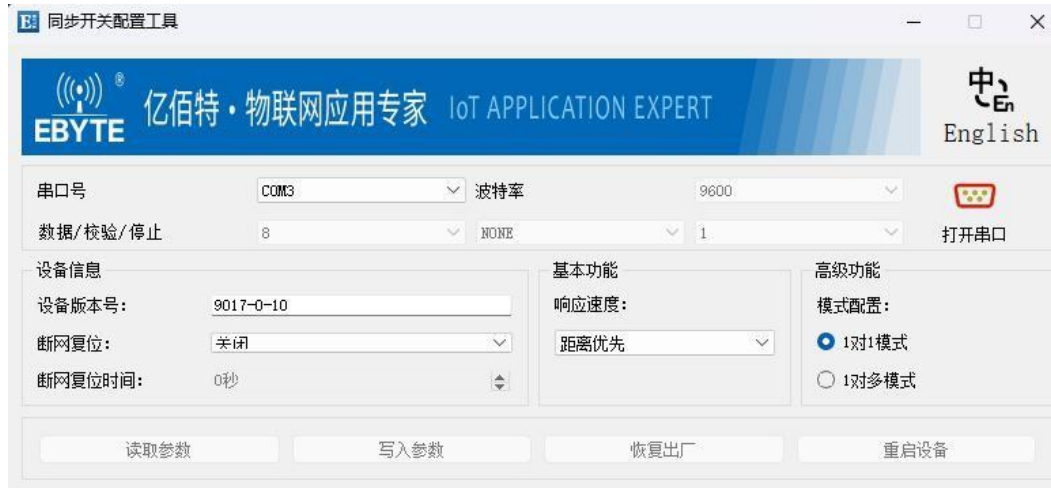 同步开关配置工具
EBYTE ® 亿佰特·物联网应用专家 IoT APPLICATION EXPERT
中 En
English
串口号 COM3 波特率 9600
数据/校验/停止 8 NONE 1 打开串口
设备信息 基本功能 高级功能
设备版本号: 9017-0-10 响应速度: 模式配置:
断网复位: 关闭 距离优先 1对1模式
断网复位时间: 0秒 1对多模式
读取参数 写入参数 恢复出厂 重启设备